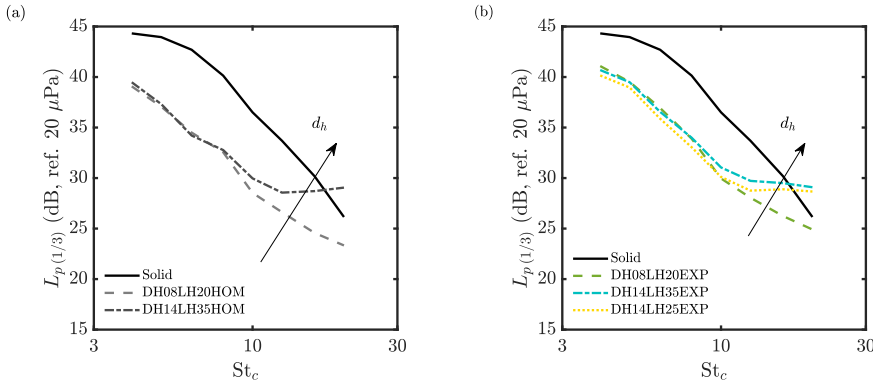 (a)
45
40
35
30
25
20
15
L_p (1/3) (dB, ref. 20 μPa)
d_h
Solid
DH08LH20HOM
DH14LH35HOM
3
10
30
St_c
(b)
45
40
35
30
25
20
15
L_p (1/3) (dB, ref. 20 μPa)
d_h
Solid
DH08LH20EXP
DH14LH35EXP
DH14LH25EXP
3
10
30
St_c